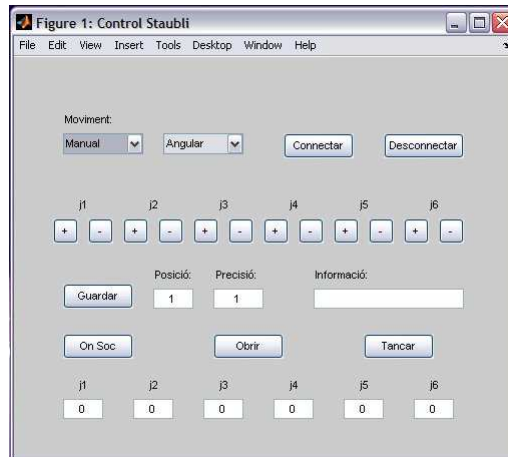 Figure 1: Control Staubli
File Edit View Insert Tools Desktop Window Help
Moviment:
Manual Angular Connectar Desconnectar
j1 j2 j3 j4 j5 j6
+ - + - + - + - + - + -
Posició: Precisió: Informació:
Guardar 1 1
On Soc Obrir Tancar
j1 j2 j3 j4 j5 j6
0 0 0 0 0 0